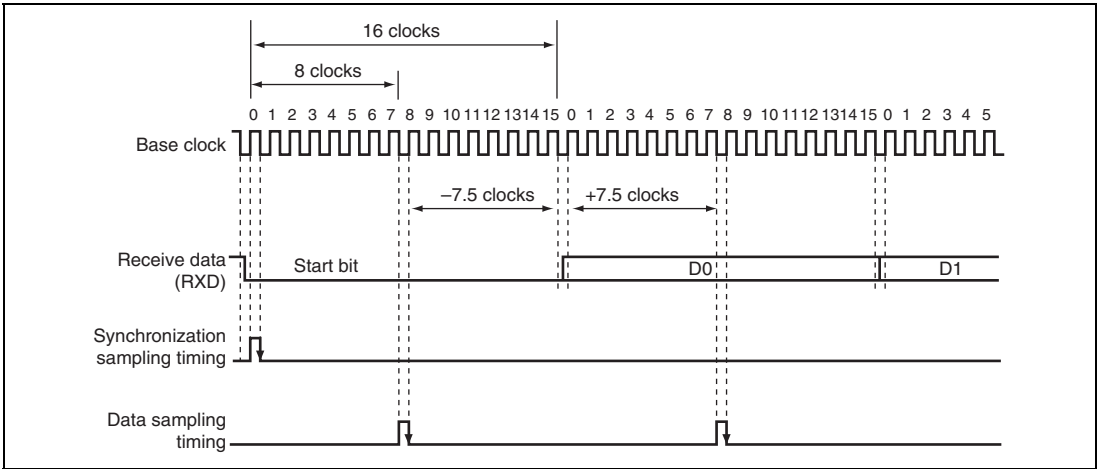 16 clocks
8 clocks
0 1 2 3 4 5 6 7 8 9 10 11 12 13 14 15 0 1 2 3 4 5 6 7 8 9 10 11 12 13 14 15 0 1 2 3 4 5
Base clock
–7.5 clocks +7.5 clocks
Receive data
(RXD)
Start bit D0 D1
Synchronization
sampling timing
Data sampling
timing